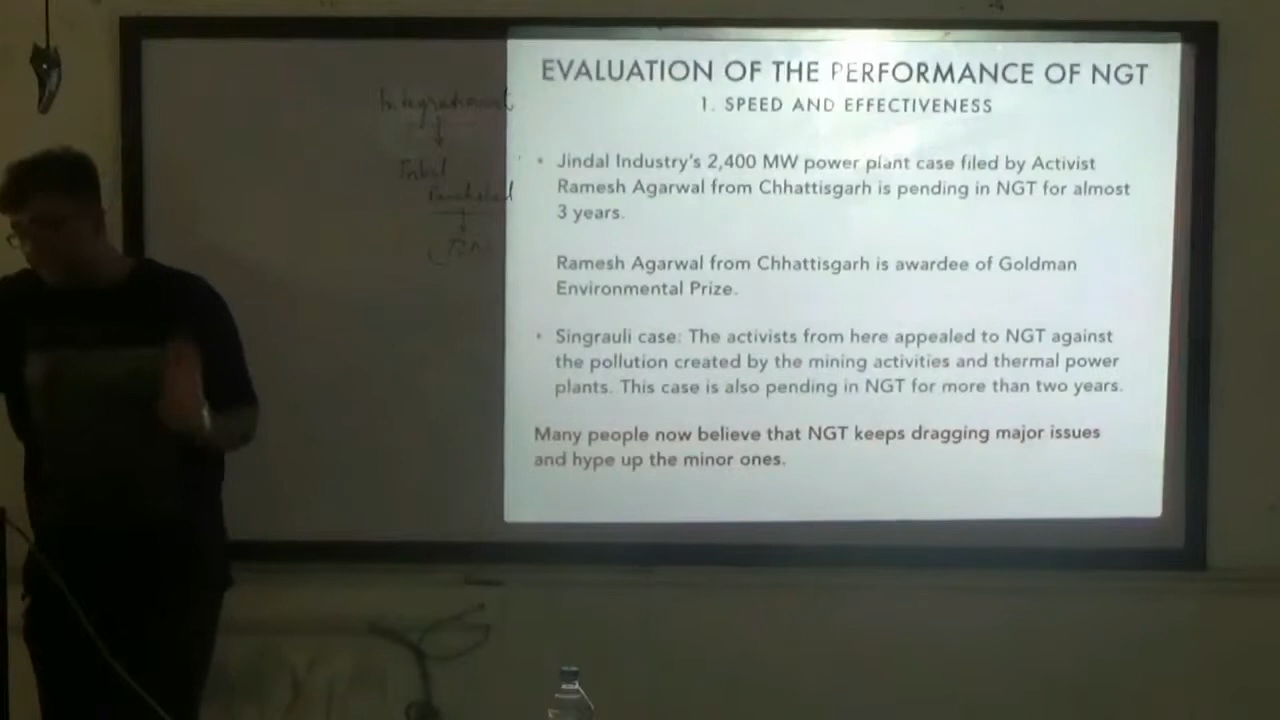 EVALUATION OF THE PERFORMANCE OF NGT
1. SPEED AND EFFECTIVENESS
• Jindal Industry's 2,400 MW power plant case filed by Activist
Ramesh Agarwal from Chhattisgarh is pending in NGT for almost
3 years.
Ramesh Agarwal from Chhattisgarh is awardee of Goldman
Environmental Prize.
• Singrauli case: The activists from here appealed to NGT against
the pollution created by the mining activities and thermal power
plants. This case is also pending in NGT for more than two years.
Many people now believe that NGT keeps dragging major issues
and hype up the minor ones.